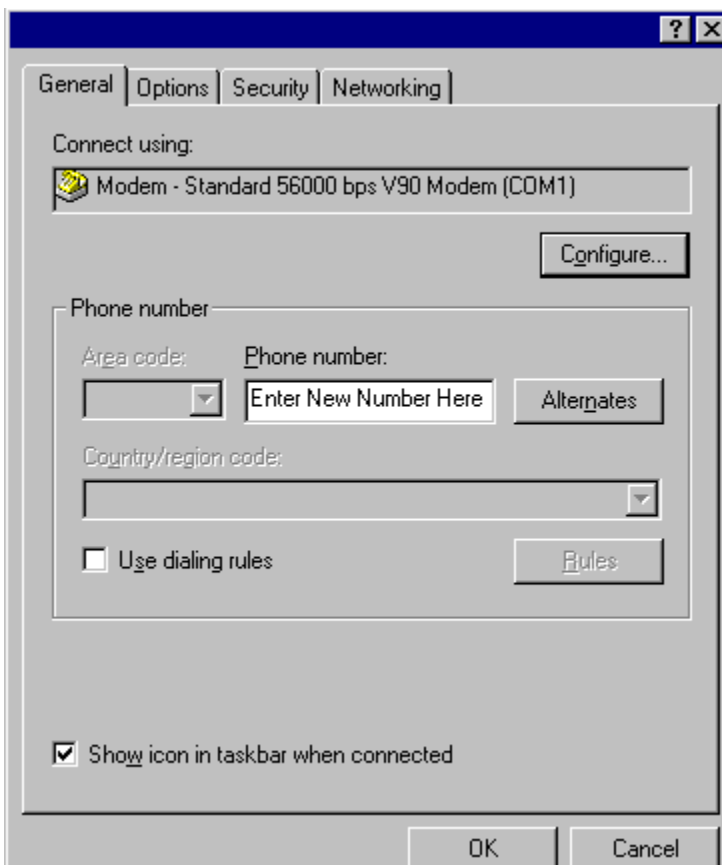 General Options Security Networking
Connect using:
Modem - Standard 56000 bps V90 Modem (COM1)
Configure...
Phone number
Area code: Phone number:
Enter New Number Here Alternates
Country/region code:
Use dialing rules Rules
Show icon in taskbar when connected
OK Cancel